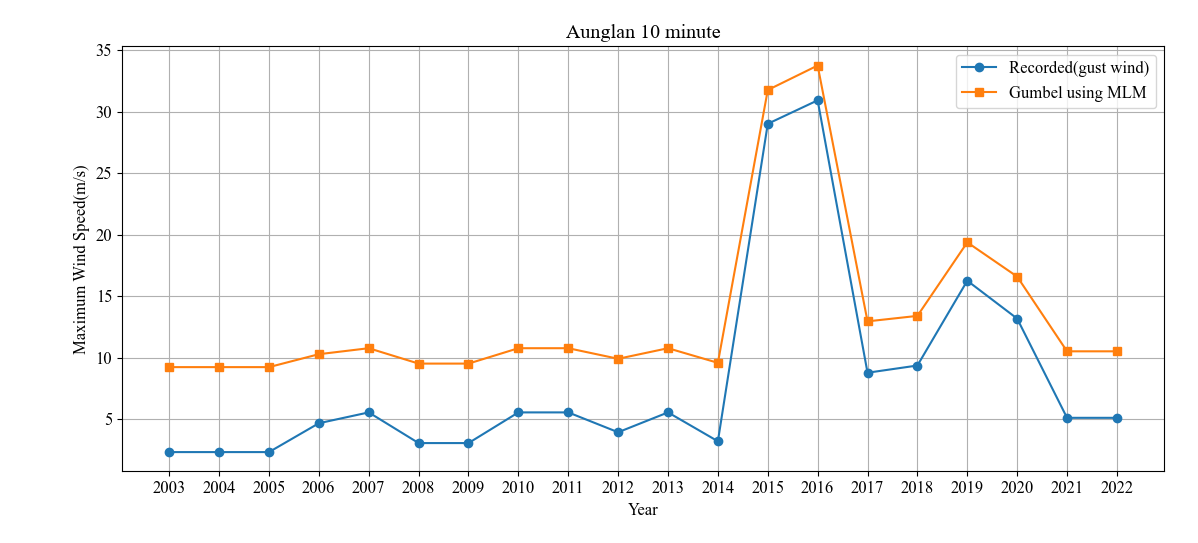 Aunglan 10 minute
Maximum Wind Speed(m/s)
35
30
25
20
15
10
5
Recorded(gust wind)
Gumbel using MLM
2003 2004 2005 2006 2007 2008 2009 2010 2011 2012 2013 2014 2015 2016 2017 2018 2019 2020 2021 2022
Year